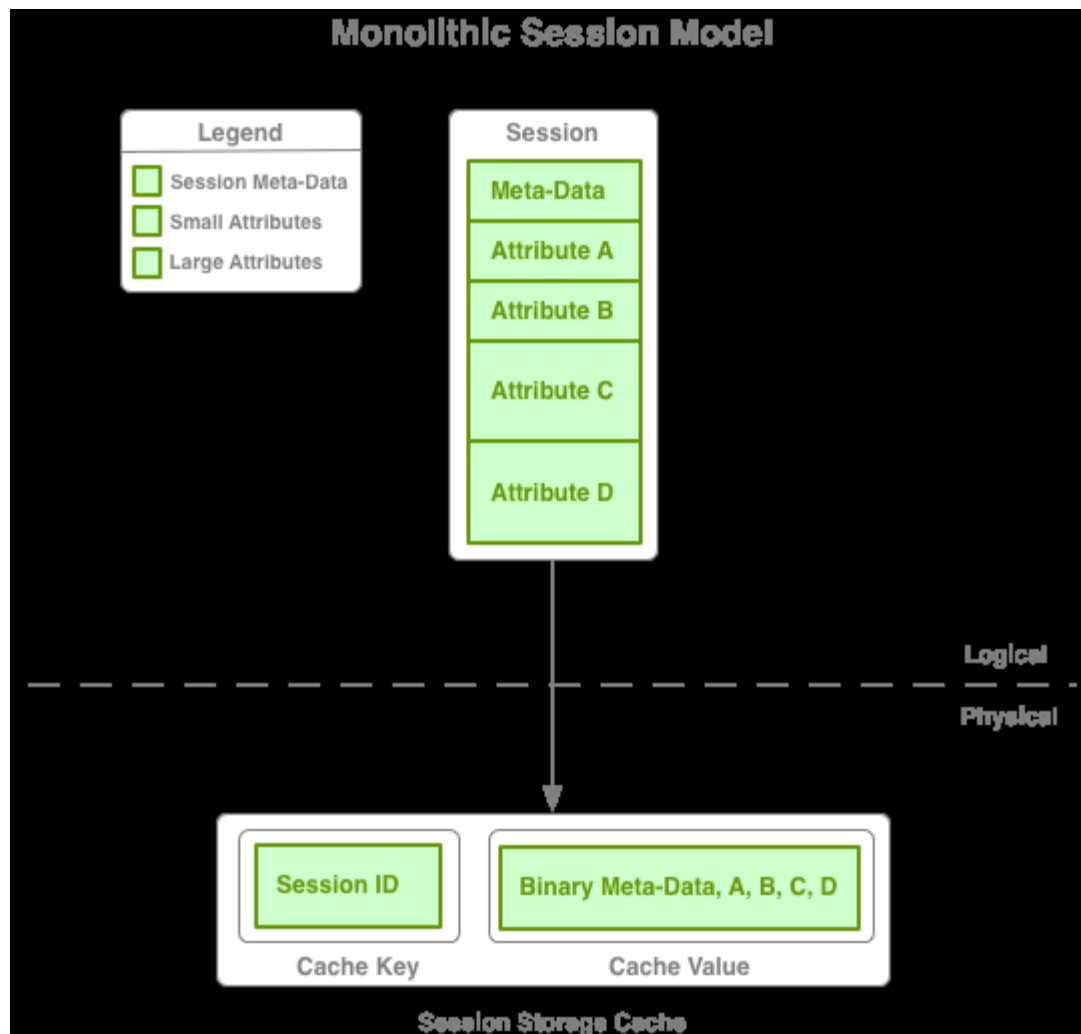 Monolithic Session Model
Legend
Session Meta-Data
Small Attributes
Large Attributes
Session
Meta-Data
Attribute A
Attribute B
Attribute C
Attribute D
Logical
Physical
Session ID
Binary Meta-Data, A, B, C, D
Cache Key
Cache Value
Session Storage Cache